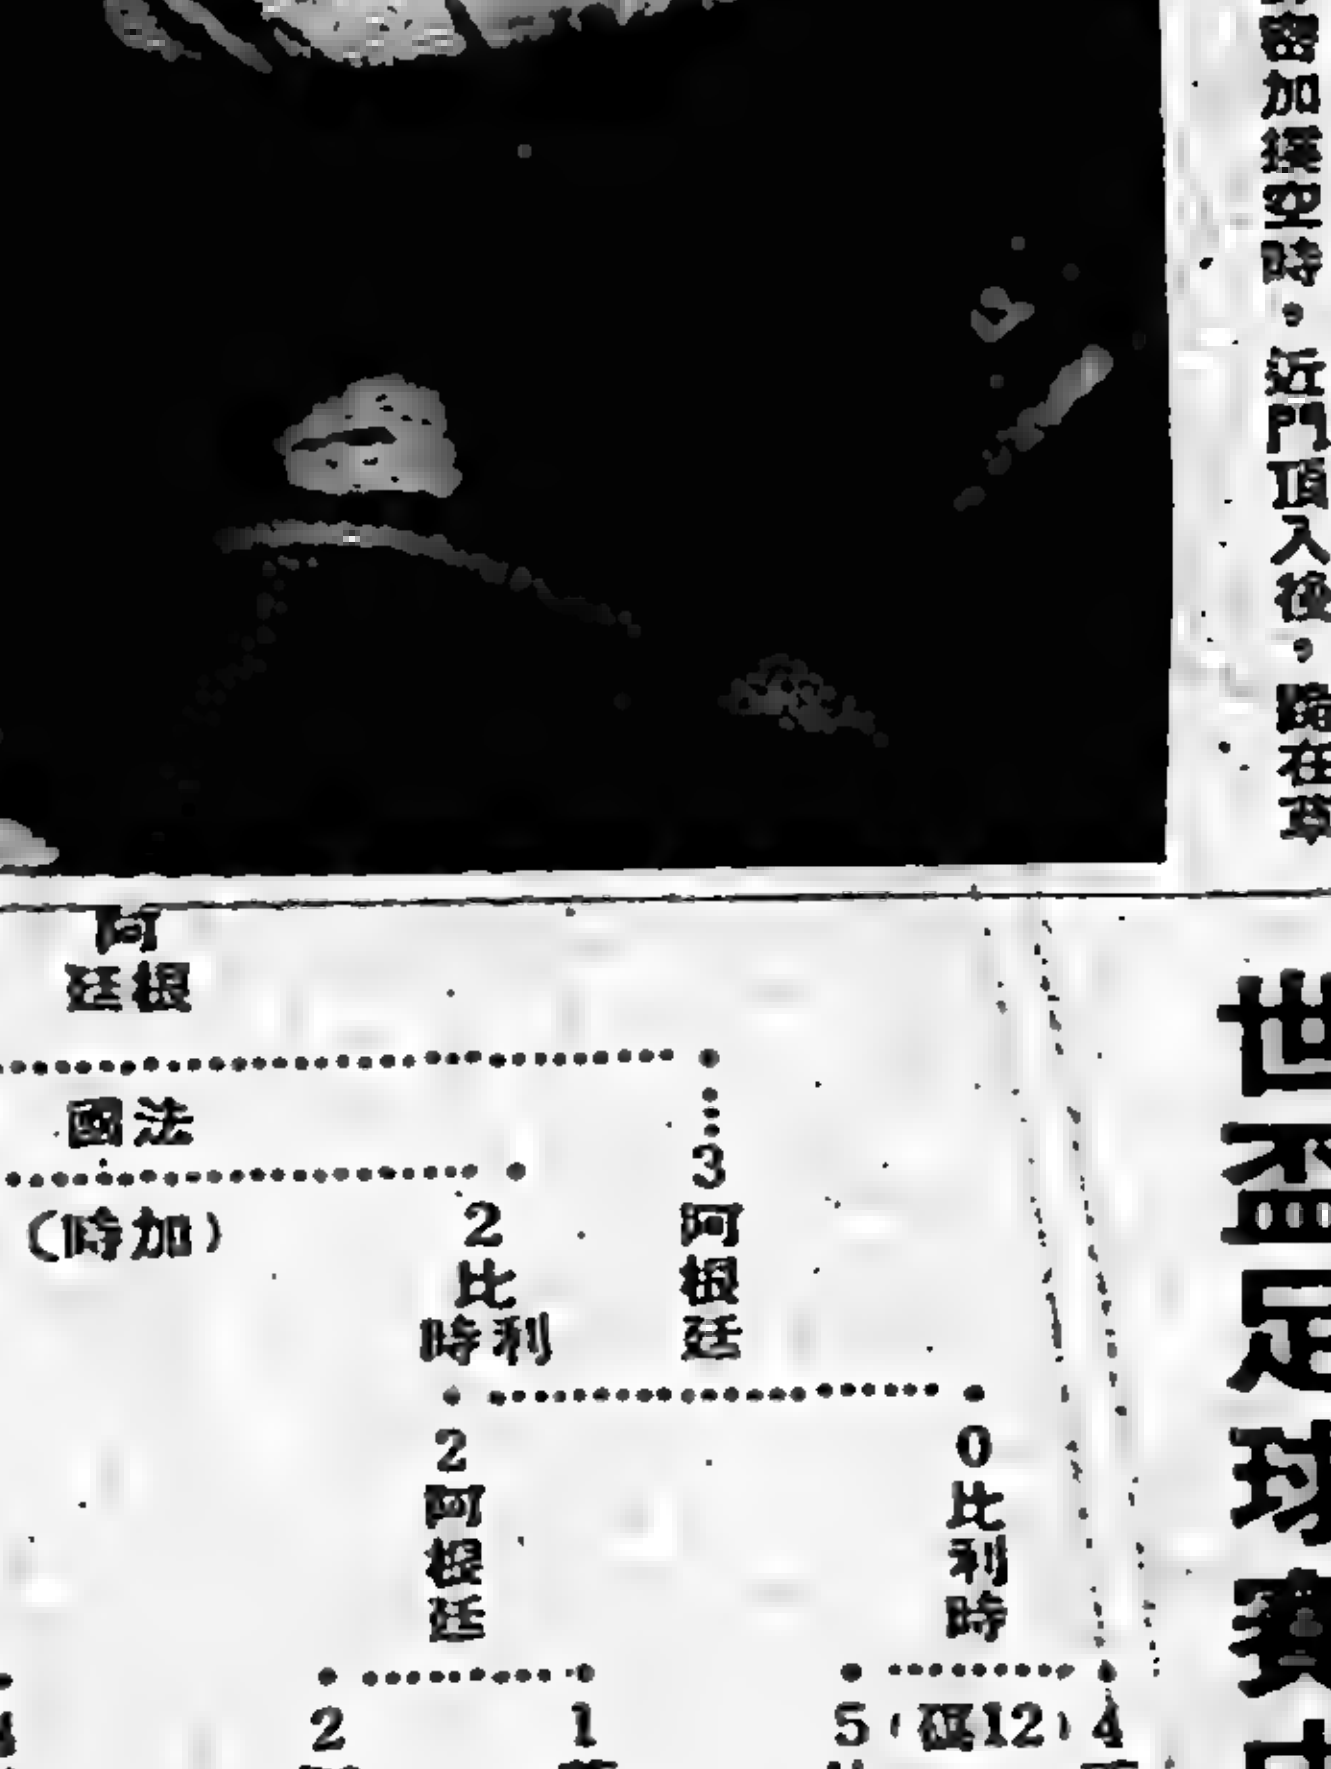 密加撲空時，近門頂入後，跪在草
世盃足球賽
阿
廷根
國法
（時加）
3
阿根廷
2
比
時利
2
阿根廷
0
比利時
2
1
5（碼12）4